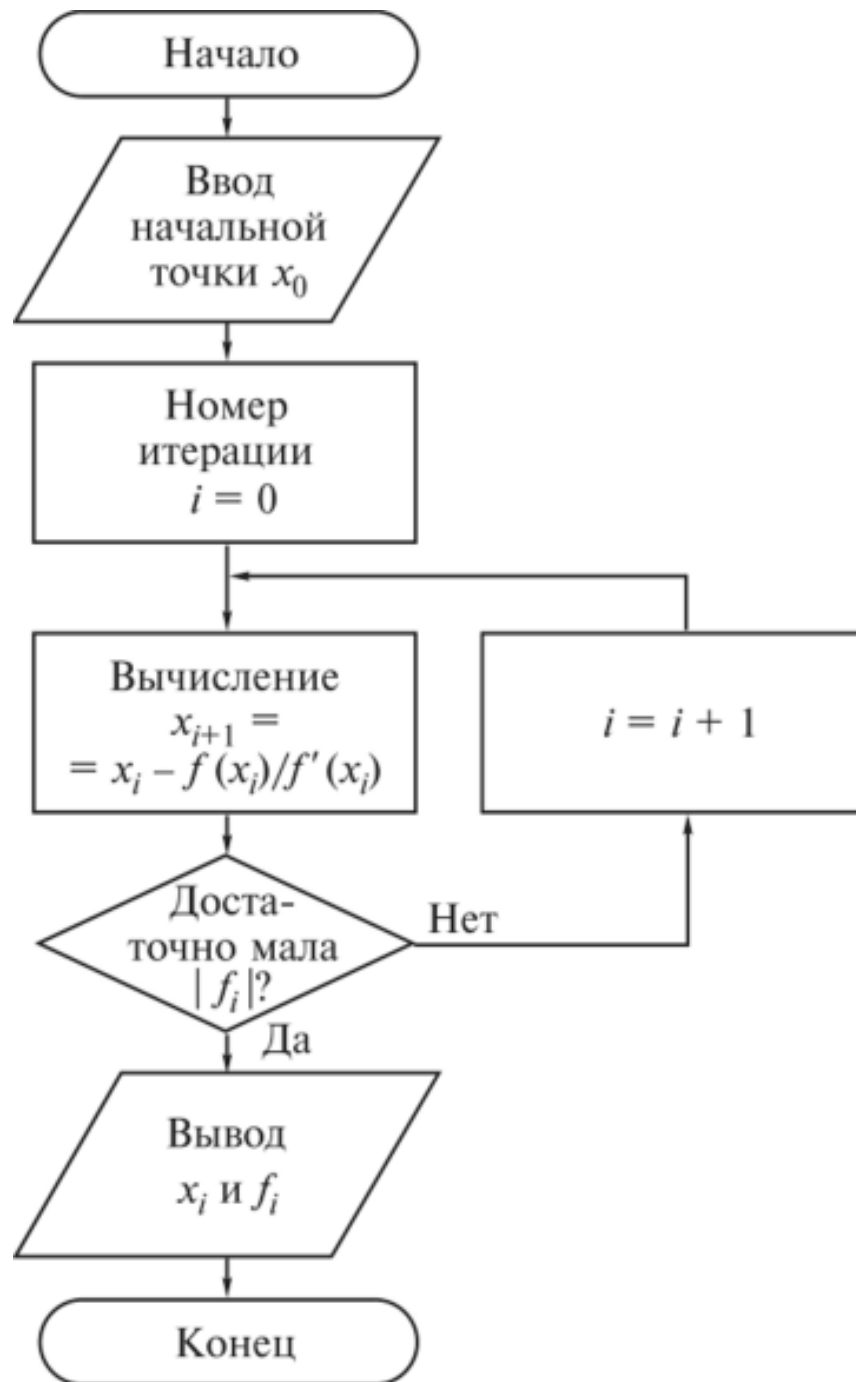 Начало
Ввод
начальной
точки x₀
Номер
итерации
i = 0
Вычисление
xᵢ₊₁ =
= xᵢ – f (xᵢ)/f ′ (xᵢ)
i = i + 1
Доста-
точно мала
| fᵢ |?
Нет
Да
Вывод
xᵢ и fᵢ
Конец